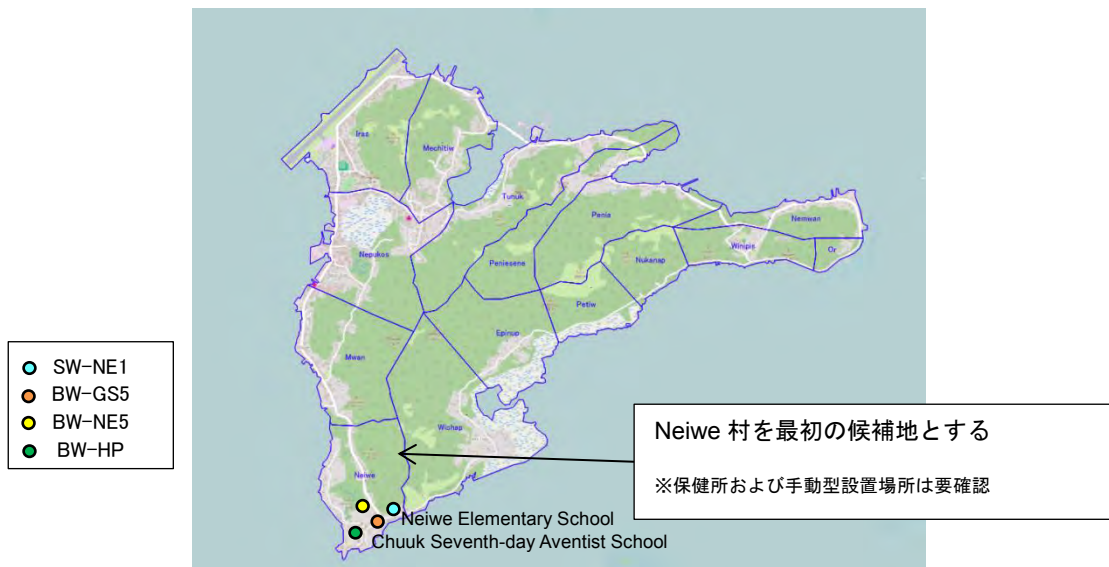 Iras
Mechitiw
Tunuk
Penia
Nemwan
Nepukos
Winipis
Or
Peniesene
Nukanap
Petiw
Epinup
Mwan
SW-NE1
BW-GS5
BW-NE5
BW-HP
Wichap
Neiwe 村を最初の候補地とする
※保健所および手動型設置場所は要確認
Neiwe
Neiwe Elementary School
Chuuk Seventh-day Aventist School